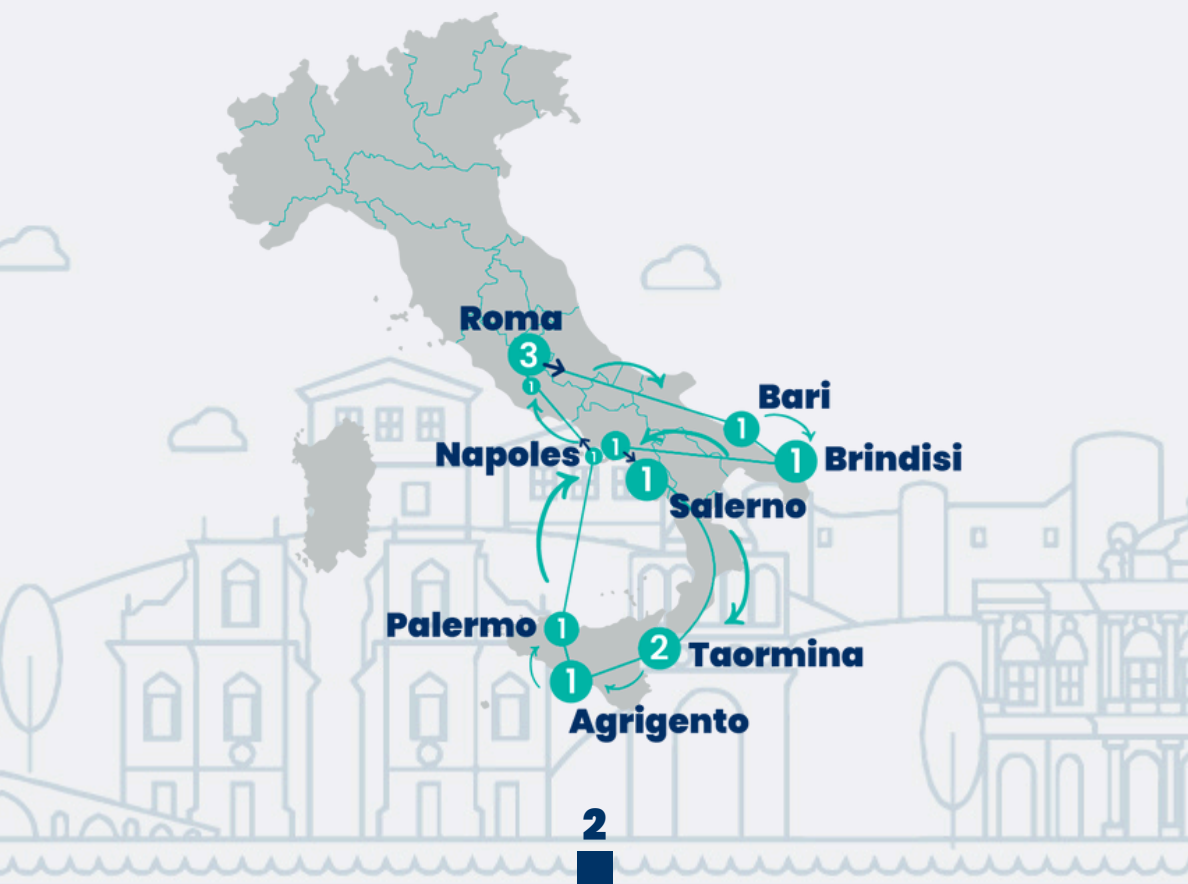 Roma
3
1
Bari
1
Napoles
1
1
1
Brindisi
1
Salerno
Palermo
1
2
Taormina
1
Agrigento
2